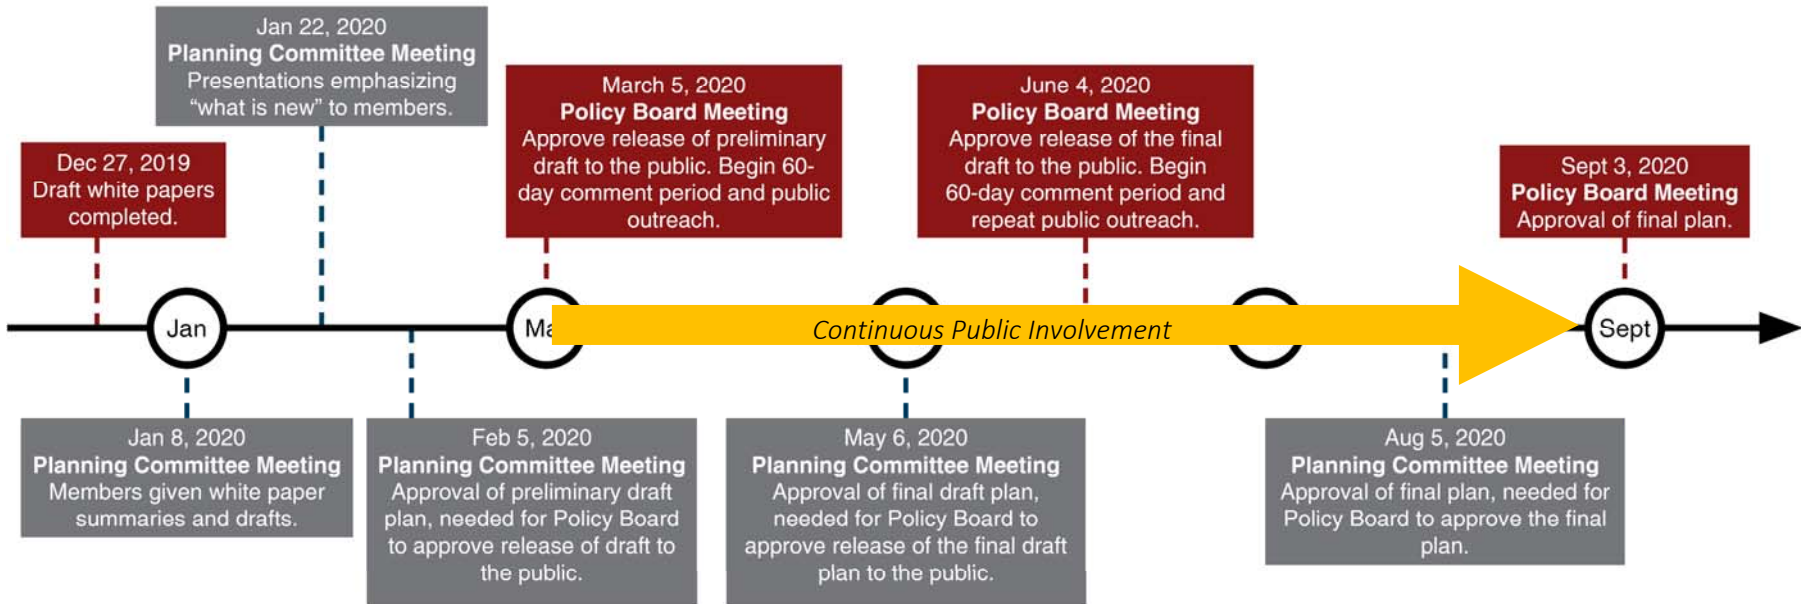 Jan 22, 2020
Planning Committee Meeting
Presentations emphasizing
“what is new” to members.
March 5, 2020
Policy Board Meeting
Approve release of preliminary
draft to the public. Begin 60-
day comment period and public
outreach.
June 4, 2020
Policy Board Meeting
Approve release of the final
draft to the public. Begin
60-day comment period and
repeat public outreach.
Dec 27, 2019
Draft white papers
completed.
Sept 3, 2020
Policy Board Meeting
Approval of final plan.
Jan
Continuous Public Involvement
Sept
Jan 8, 2020
Planning Committee Meeting
Members given white paper
summaries and drafts.
Feb 5, 2020
Planning Committee Meeting
Approval of preliminary draft
plan, needed for Policy Board
to approve release of draft to
the public.
May 6, 2020
Planning Committee Meeting
Approval of final draft plan,
needed for Policy Board to
approve release of the final draft
plan to the public.
Aug 5, 2020
Planning Committee Meeting
Approval of final plan, needed for
Policy Board to approve the final
plan.